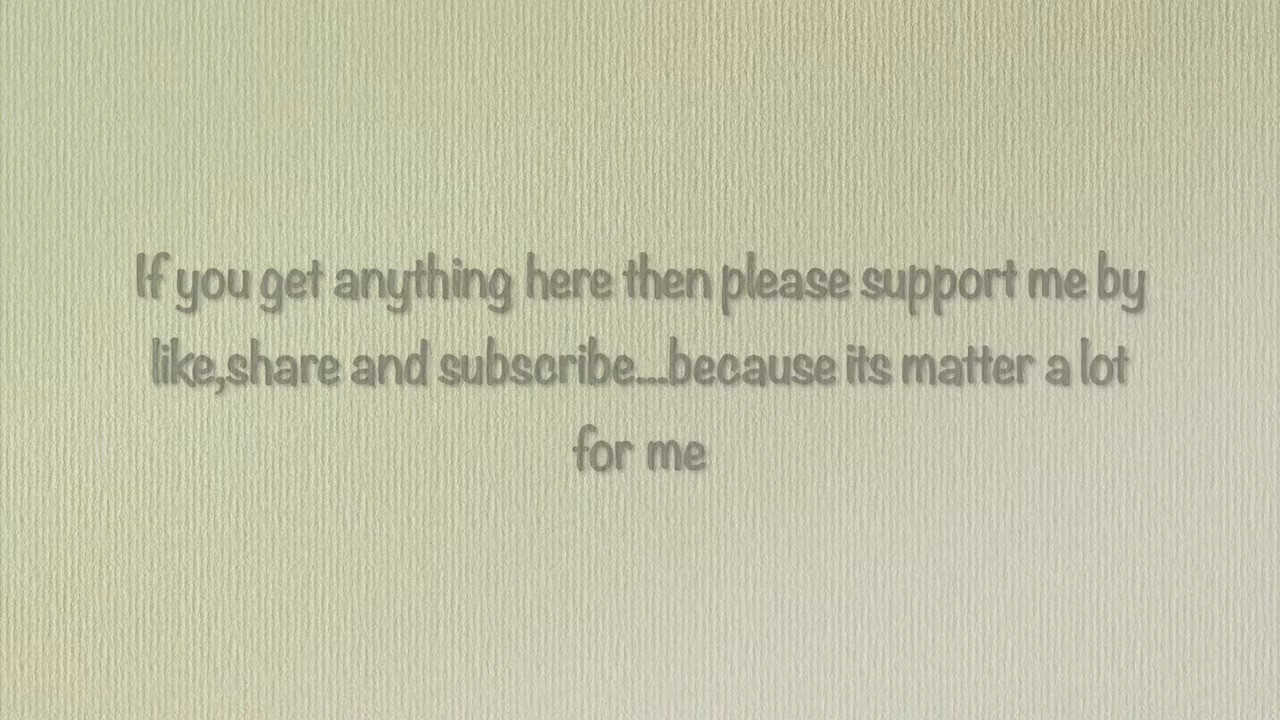 If you get anything here then please support me by
like,share and subscribe...because its matter a lot
for me